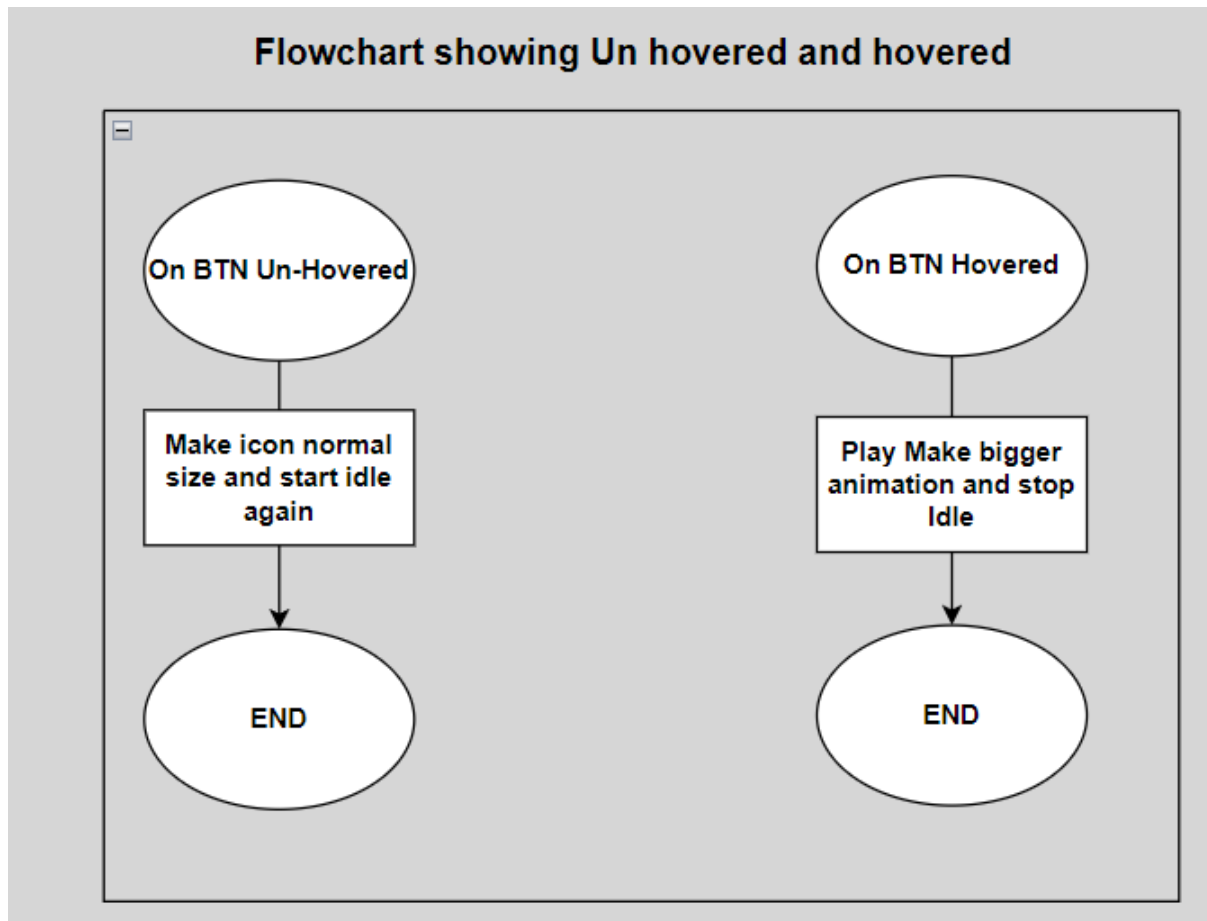 Flowchart showing Un hovered and hovered
On BTN Un-Hovered
Make icon normal
size and start idle
again
END
On BTN Hovered
Play Make bigger
animation and stop
Idle
END